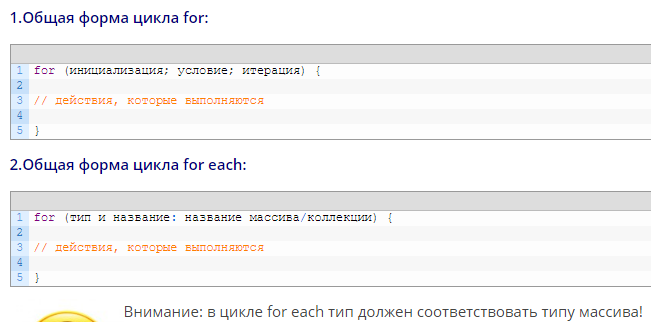 1.Общая форма цикла for:
1 for (инициализация; условие; итерация) {
2
3 // действия, которые выполняются
4
5 }
2.Общая форма цикла for each:
1 for (тип и название: название массива/коллекции) {
2
3 // действия, которые выполняются
4
5 }
Внимание: в цикле for each тип должен соответствовать типу массива!